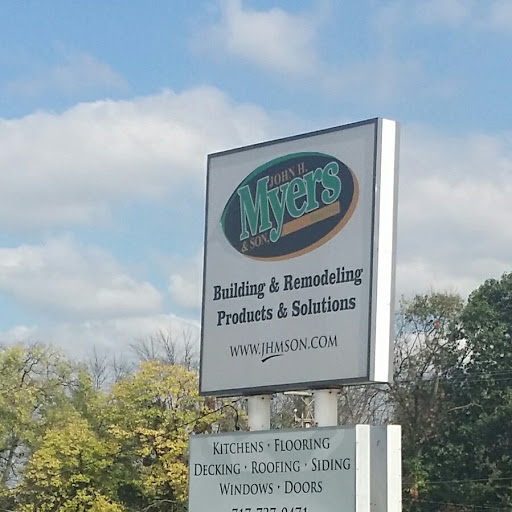 JOHN H.
Myers
& SON
Building & Remodeling
Products & Solutions
WWW.JHMSON.COM
KITCHENS · FLOORING
DECKING · ROOFING · SIDING
WINDOWS · DOORS